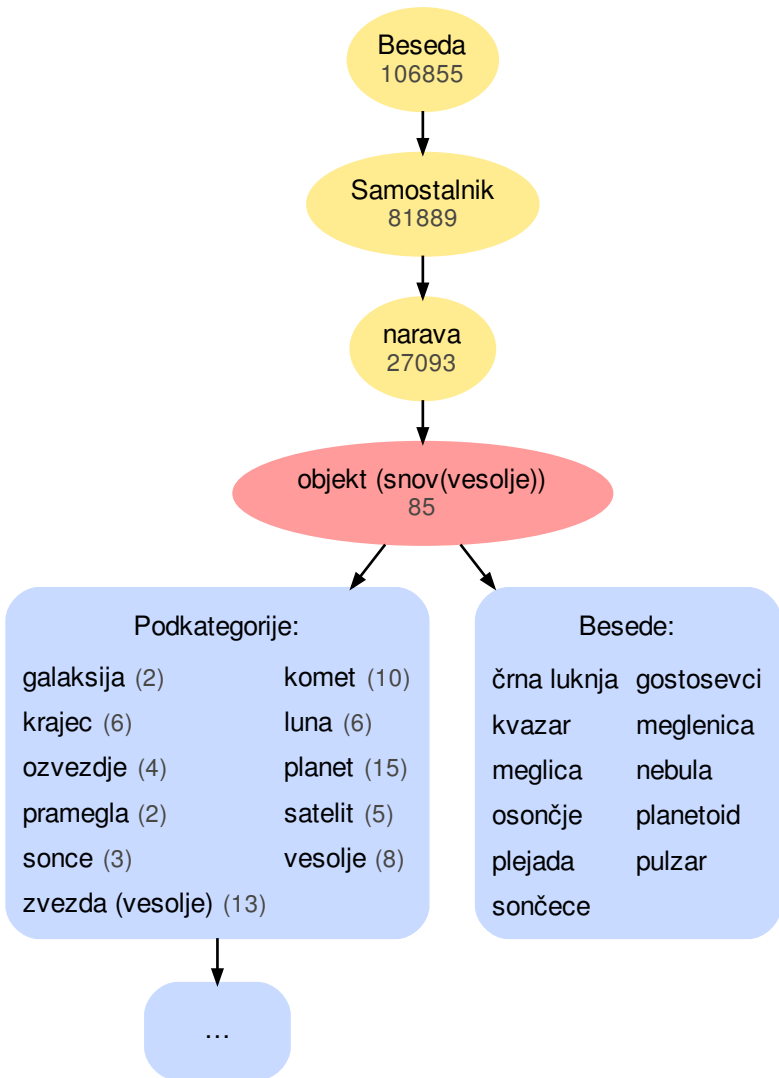 Beseda
106855
Samostalnik
81889
narava
27093
objekt (snov(vesolje))
85
Podkategorije:
galaksija (2) komet (10)
krajec (6) luna (6)
ozvezdje (4) planet (15)
pramegla (2) satelit (5)
sonce (3) vesolje (8)
zvezda (vesolje) (13)
Besede:
črna luknja gostosevci
kvazar meglenica
meglica nebula
osončje planetoid
plejada pulzar
sončece
...